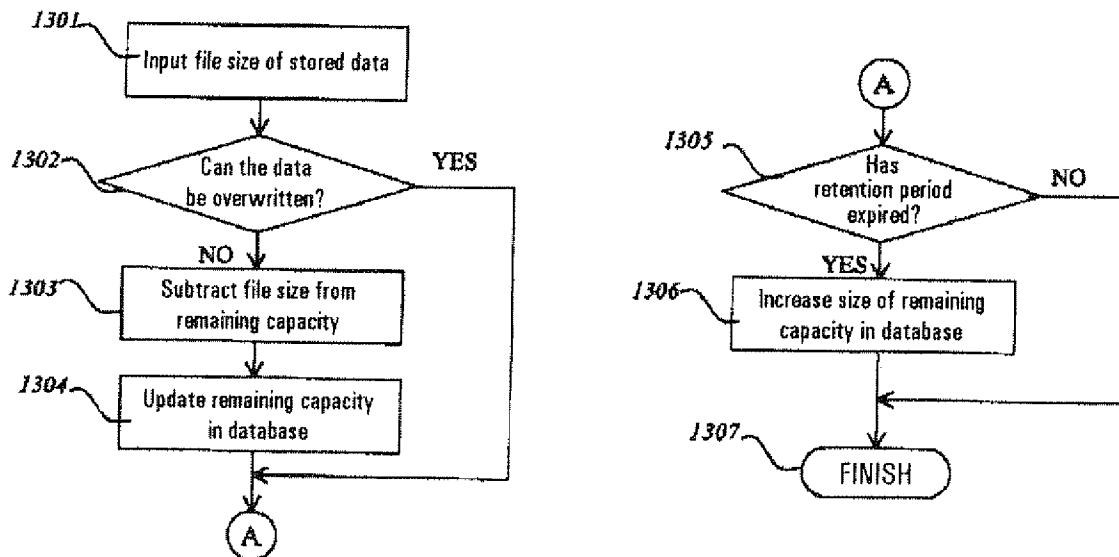 1301
Input file size of stored data
1302
Can the data
be overwritten?
YES
NO
1303
Subtract file size from
remaining capacity
1304
Update remaining capacity
in database
A
A
1305
Has
retention period
expired?
NO
YES
1306
Increase size of remaining
capacity in database
1307
FINISH